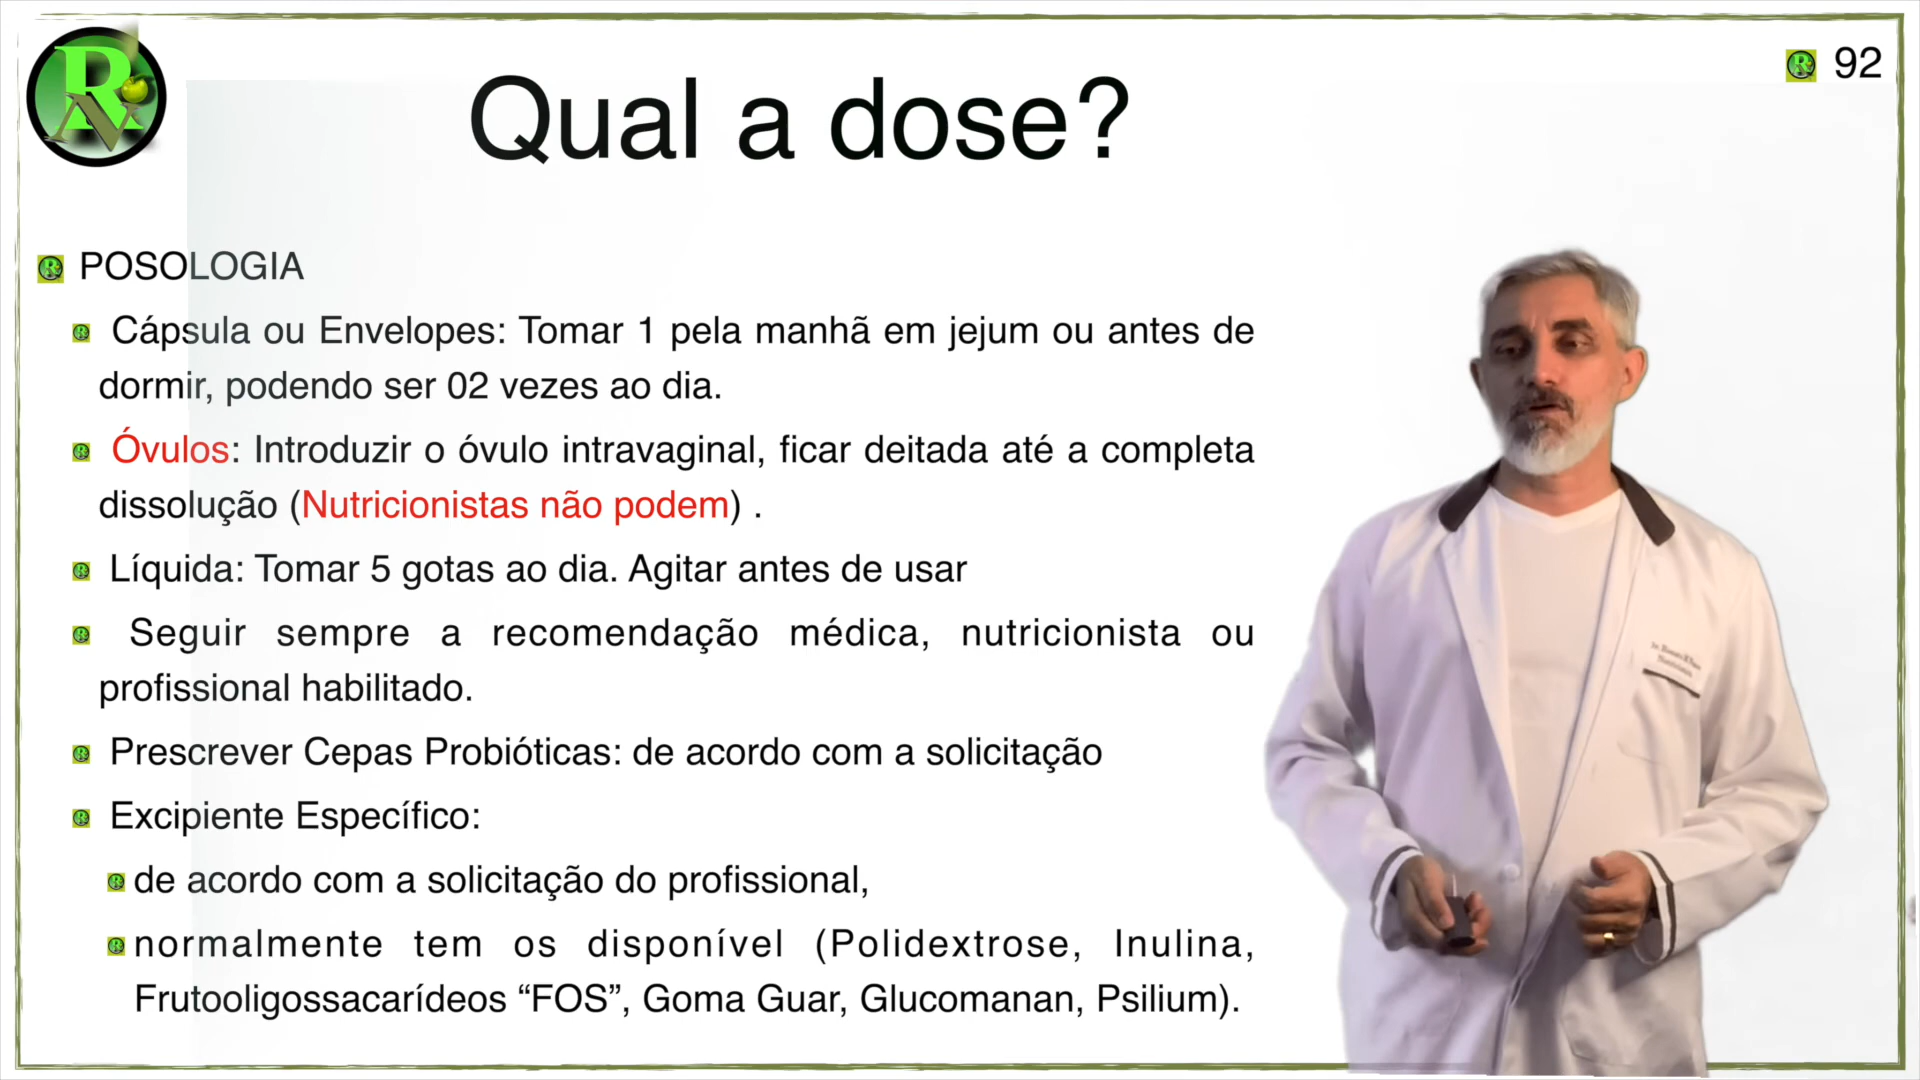 92
Qual a dose?
POSOLOGIA
Cápsula ou Envelopes: Tomar 1 pela manhã em jejum ou antes de
dormir, podendo ser 02 vezes ao dia.
Óvulos: Introduzir o óvulo intravaginal, ficar deitada até a completa
dissolução (Nutricionistas não podem) .
Líquida: Tomar 5 gotas ao dia. Agitar antes de usar
Seguir sempre a recomendação médica, nutricionista ou
profissional habilitado.
Prescrever Cepas Probióticas: de acordo com a solicitação
Excipiente Específico:
de acordo com a solicitação do profissional,
normalmente tem os disponível (Polidextrose, Inulina,
Frutooligossacarídeos “FOS”, Goma Guar, Glucomanan, Psilium).